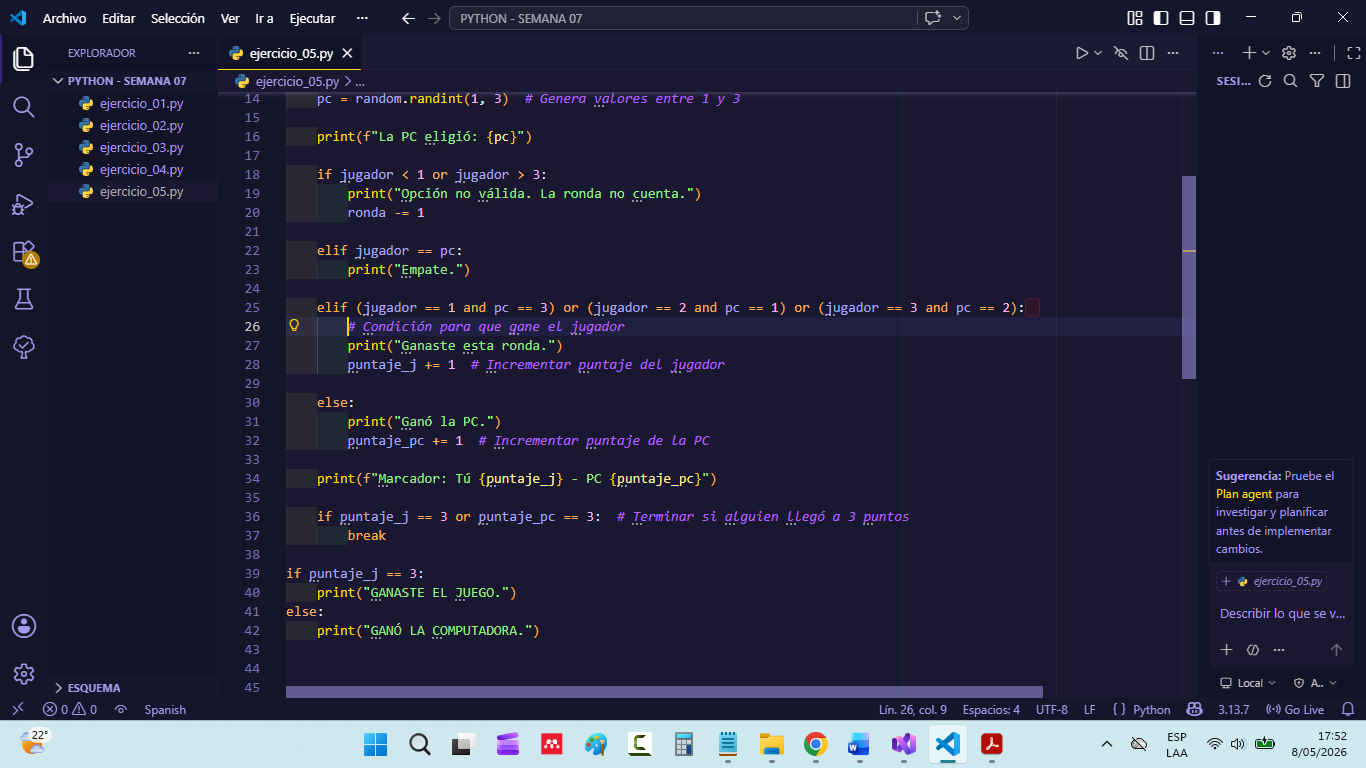 Archivo Editar Selección Ver Ir a Ejecutar ··· PYTHON - SEMANA 07
EXPLORADOR ···
PYTHON - SEMANA 07
ejercicio_01.py
ejercicio_02.py
ejercicio_03.py
ejercicio_04.py
ejercicio_05.py
ESQUEMA
ejercicio_05.py
ejercicio_05.py > ...
14 pc = random.randint(1, 3)  # Genera valores entre 1 y 3
15
16 print(f"La PC eligió: {pc}")
17
18 if jugador < 1 or jugador > 3:
19 print("Opción no válida. La ronda no cuenta.")
20 ronda -= 1
21
22 elif jugador == pc:
23 print("Empate.")
24
25 elif (jugador == 1 and pc == 3) or (jugador == 2 and pc == 1) or (jugador == 3 and pc == 2):
26 # Condición para que gane el jugador
27 print("Ganaste esta ronda.")
28 puntaje_j += 1  # Incrementar puntaje del jugador
29
30 else:
31 print("Ganó la PC.")
32 puntaje_pc += 1  # Incrementar puntaje de la PC
33
34 print(f"Marcador: Tú {puntaje_j} - PC {puntaje_pc}")
35
36 if puntaje_j == 3 or puntaje_pc == 3:  # Terminar si alguien llegó a 3 puntos
37 break
38
39 if puntaje_j == 3:
40 print("GANASTE EL JUEGO.")
41 else:
42 print("GANÓ LA COMPUTADORA.")
43
44
45
SESI...
Sugerencia: Pruebe el
Plan agent para
investigar y planificar
antes de implementar
cambios.
ejercicio_05.py
Describir lo que se v...
Local A..
0 0 Spanish Lín. 26, col. 9 Espacios: 4 UTF-8 LF { } Python 3.13.7 Go Live
22° ESP
LAA
17:52
8/05/2026